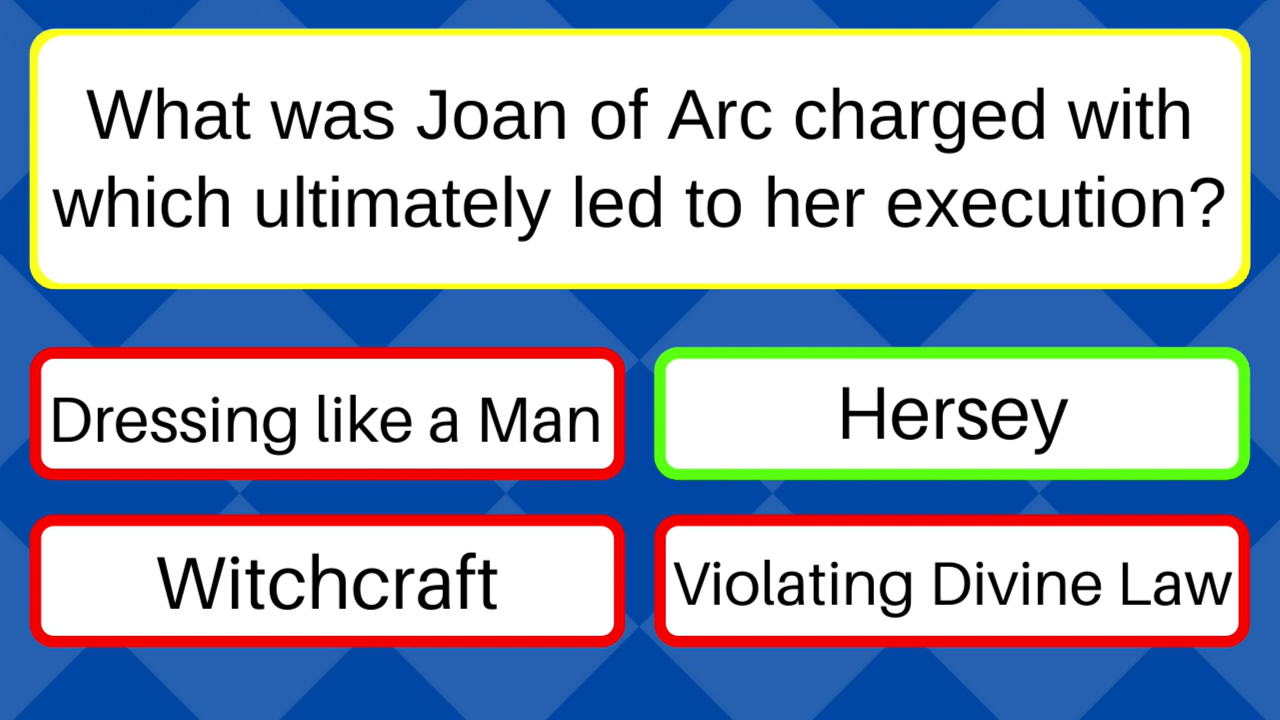 What was Joan of Arc charged with
which ultimately led to her execution?
Dressing like a Man
Hersey
Witchcraft
Violating Divine Law